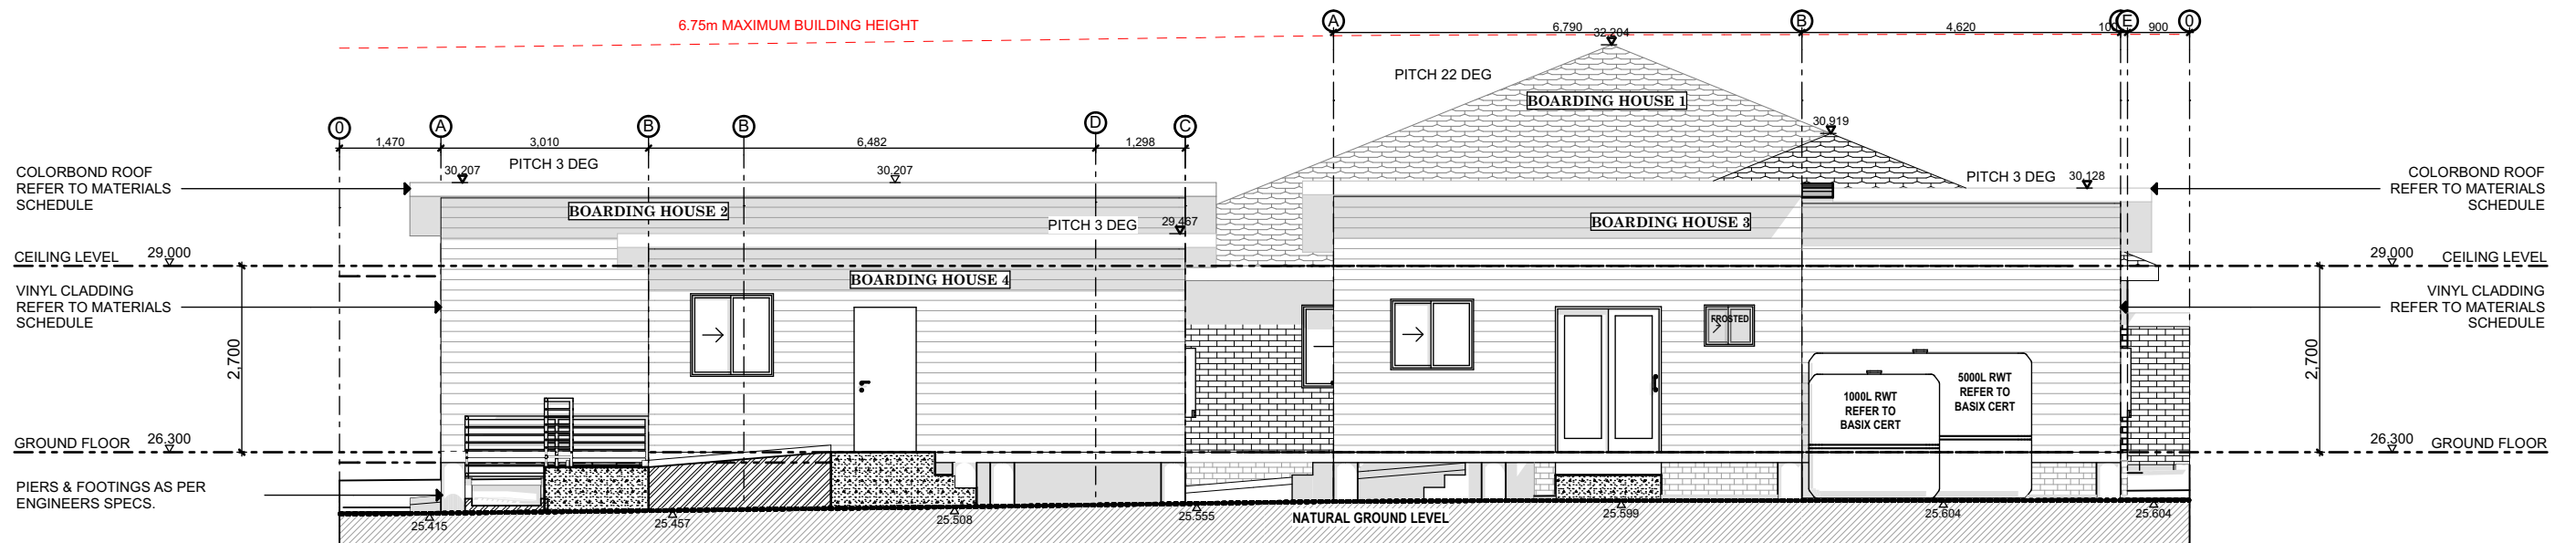 6.75m MAXIMUM BUILDING HEIGHT
A
B
E
0
6,790
4,620
900
32.204
PITCH 22 DEG
BOARDING HOUSE 1
30.919
0
A
B
B
D
C
1,470
3,010
6,482
1,298
PITCH 3 DEG
30.207
30.207
COLORBOND ROOF
REFER TO MATERIALS
SCHEDULE
BOARDING HOUSE 2
PITCH 3 DEG
29.467
PITCH 3 DEG
30.128
COLORBOND ROOF
REFER TO MATERIALS
SCHEDULE
BOARDING HOUSE 3
CEILING LEVEL
29.000
BOARDING HOUSE 4
29.000
CEILING LEVEL
VINYL CLADDING
REFER TO MATERIALS
SCHEDULE
VINYL CLADDING
REFER TO MATERIALS
SCHEDULE
FROSTED
2,700
2,700
1000L RWT
REFER TO
BASIX CERT
5000L RWT
REFER TO
BASIX CERT
GROUND FLOOR
26.300
26.300
GROUND FLOOR
PIERS & FOOTINGS AS PER
ENGINEERS SPECS.
25.415
25.457
25.508
25.555
NATURAL GROUND LEVEL
25.599
25.604
25.604